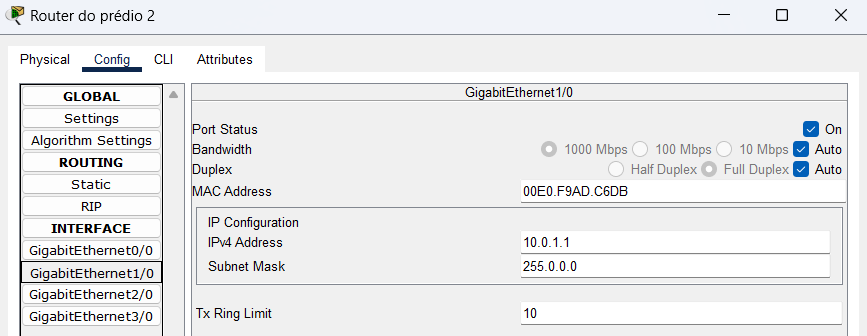 Router do prédio 2
Physical Config CLI Attributes
GLOBAL
Settings
Algorithm Settings
ROUTING
Static
RIP
INTERFACE
GigabitEthernet0/0
GigabitEthernet1/0
GigabitEthernet2/0
GigabitEthernet3/0
GigabitEthernet1/0
Port Status On
Bandwidth 1000 Mbps 100 Mbps 10 Mbps Auto
Duplex Half Duplex Full Duplex Auto
MAC Address 00E0.F9AD.C6DB
IP Configuration
IPv4 Address 10.0.1.1
Subnet Mask 255.0.0.0
Tx Ring Limit 10